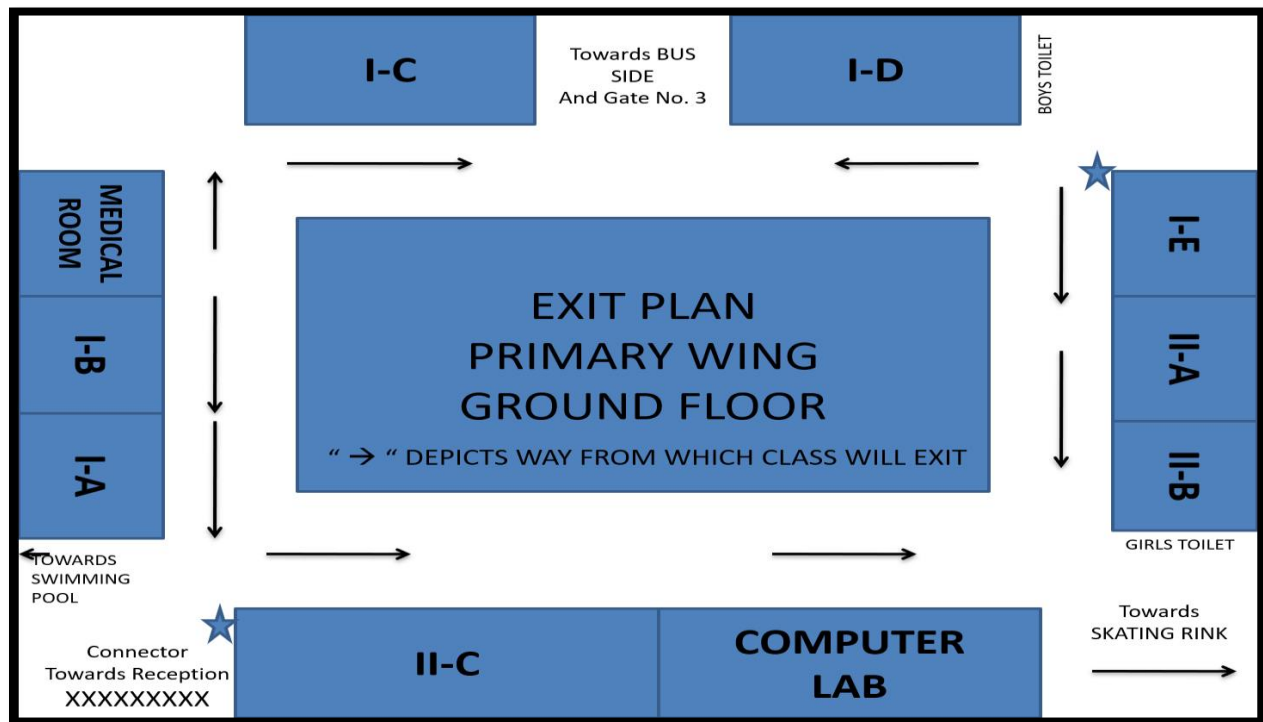 I-C
Towards BUS
SIDE
And Gate No. 3
I-D
BOYS TOILET
MEDICAL
ROOM
I-B
I-A
EXIT PLAN
PRIMARY WING
GROUND FLOOR
“ → “ DEPICTS WAY FROM WHICH CLASS WILL EXIT
I-E
II-A
II-B
GIRLS TOILET
TOWARDS
SWIMMING
POOL
Connector
Towards Reception
XXXXXXXXX
II-C
COMPUTER
LAB
Towards
SKATING RINK